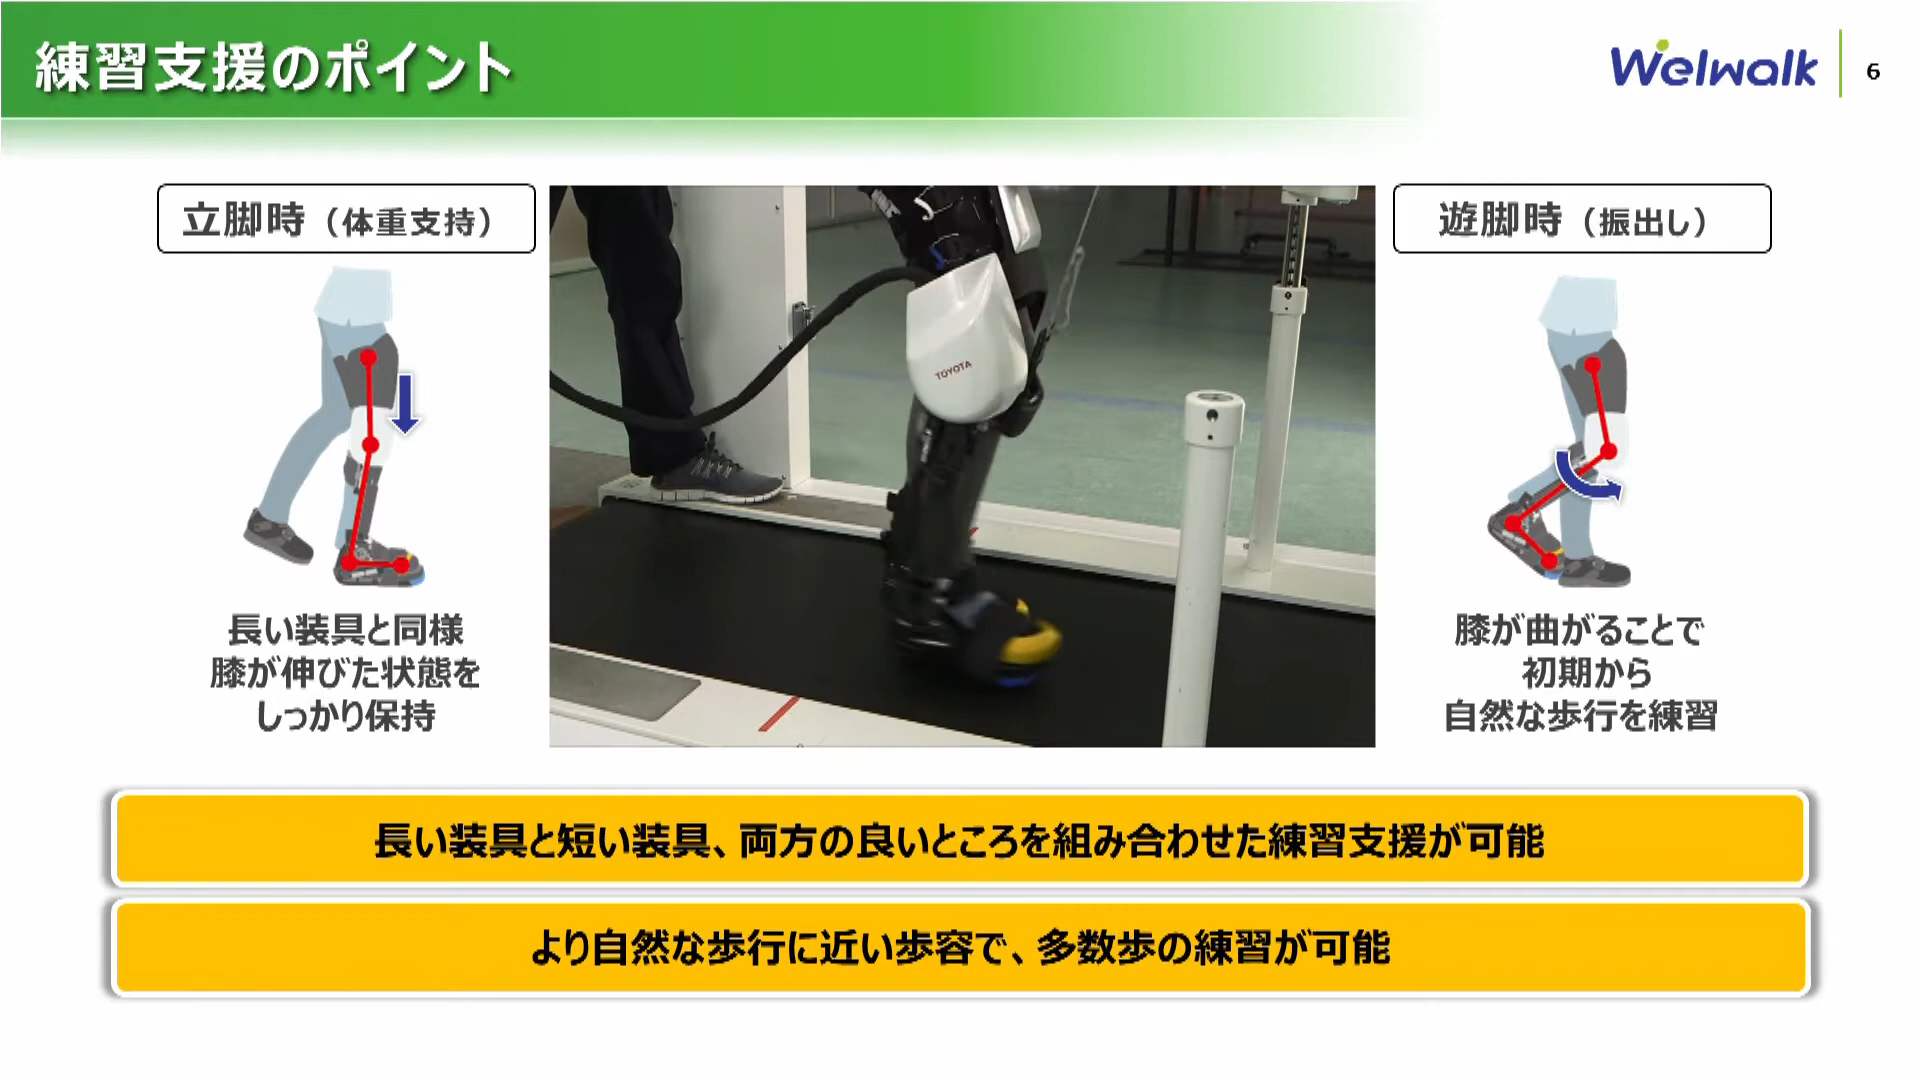 練習支援のポイント
Welwalk
6
立脚時（体重支持）
遊脚時（振出し）
TOYOTA
長い装具と同様
膝が伸びた状態を
しっかり保持
膝が曲がることで
初期から
自然な歩行を練習
長い装具と短い装具、両方の良いところを組み合わせた練習支援が可能
より自然な歩行に近い歩容で、多数歩の練習が可能